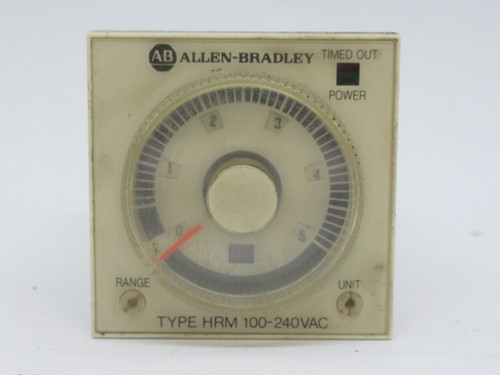 AB ALLEN-BRADLEY
TIMED OUT
POWER
2 3
1 4
0 5
RANGE UNIT
TYPE HRM 100-240VAC